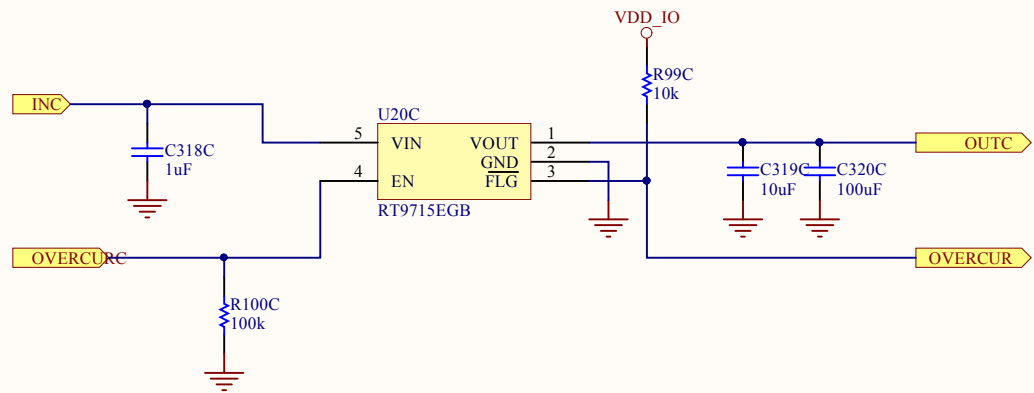 VDD_IO
R99C
10k
INC
C318C
1uF
U20C
5
VIN
4
EN
VOUT
1
GND
2
FLG
3
RT9715EGB
C319C
10uF
C320C
100uF
OUTC
OVERCURC
OVERCUR
R100C
100k